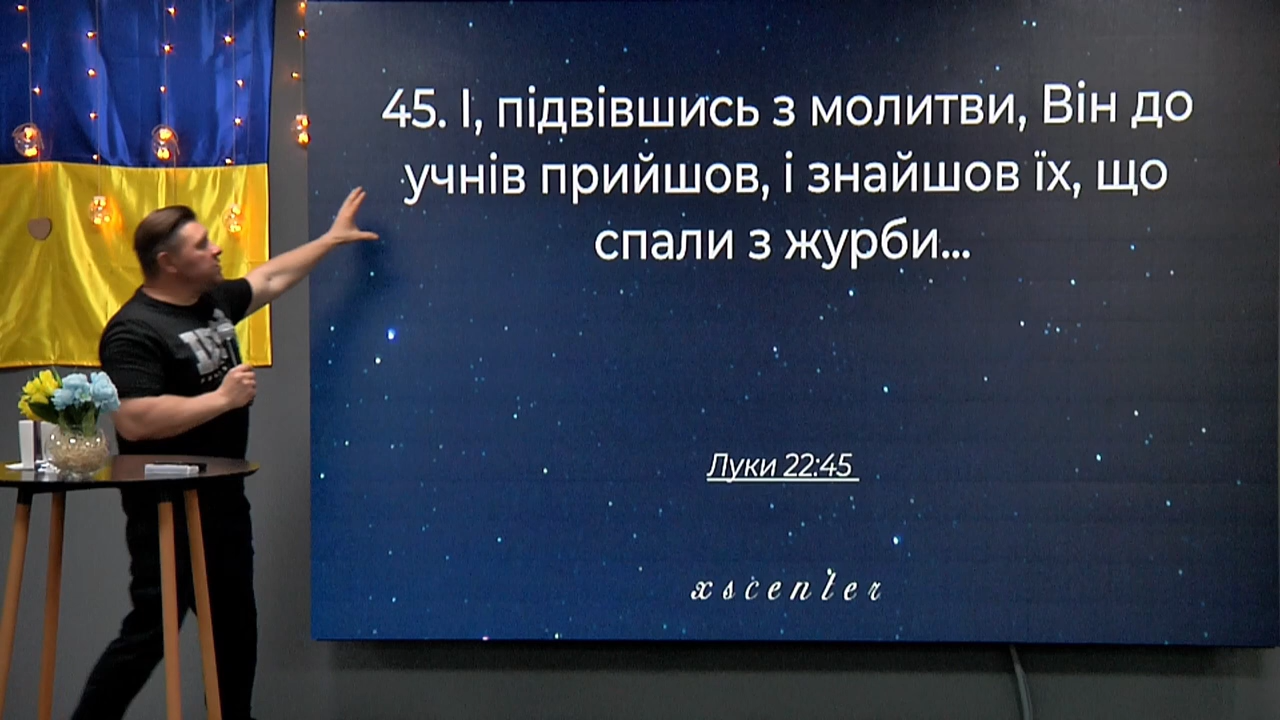 45. І, підвівшись з молитви, Він до
учнів прийшов, і знайшов їх, що
спали з журби...
Луки 22:45
xscenter